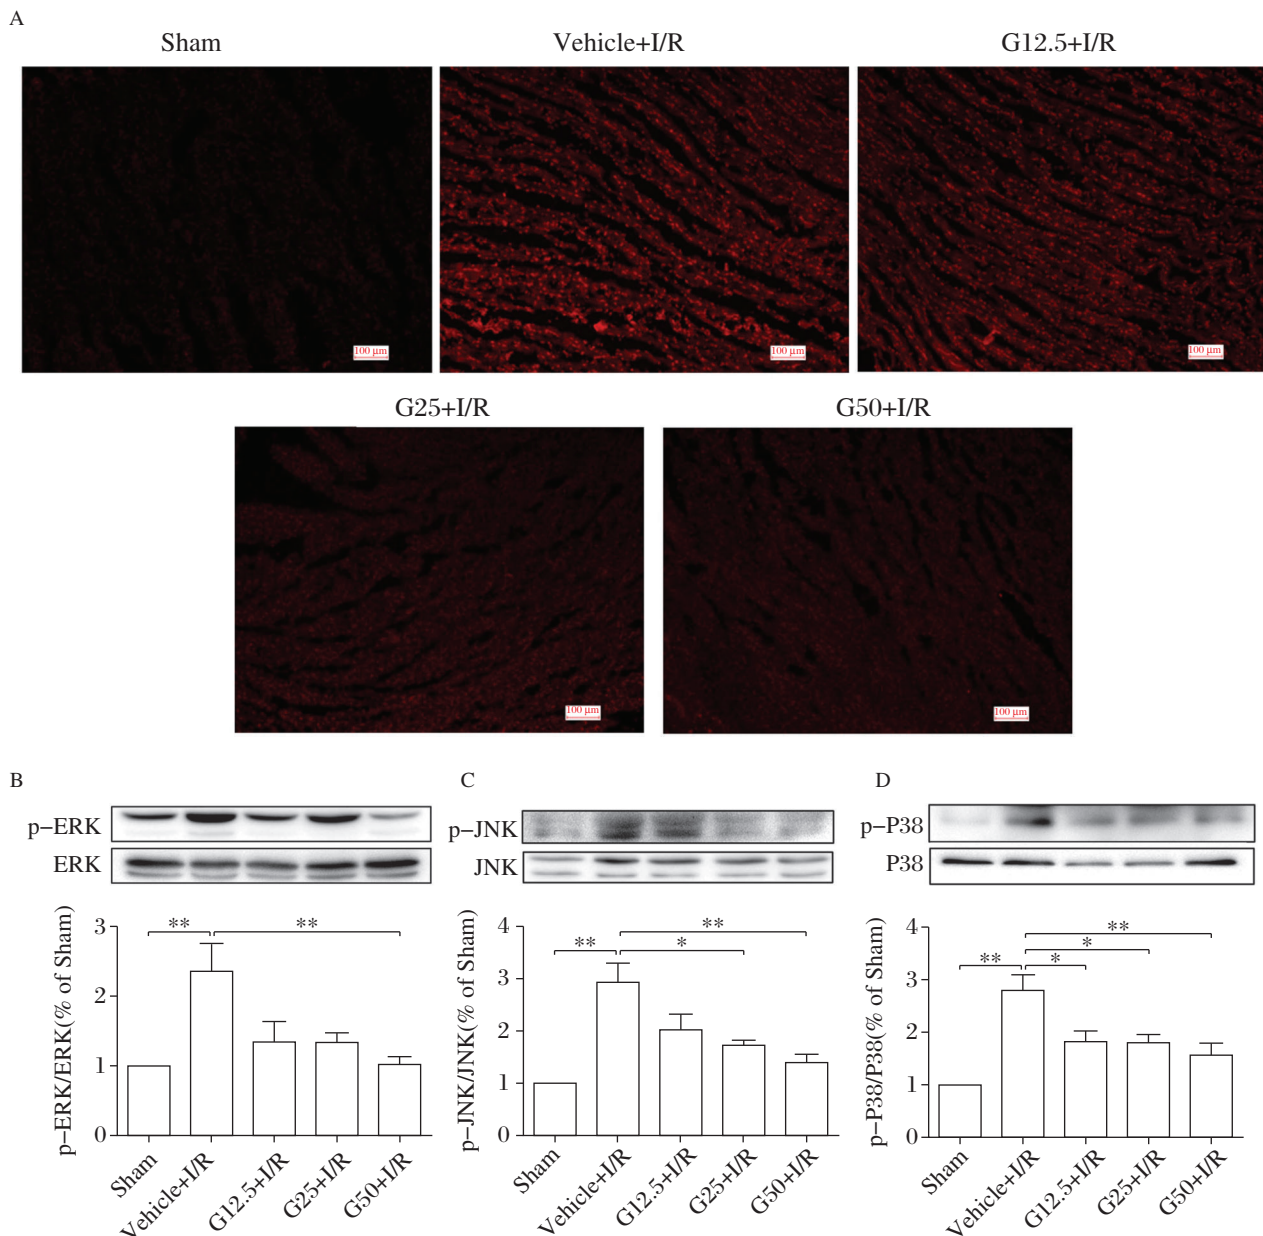 A
Sham
Vehicle+I/R
G12.5+I/R
100 μm
100 μm
100 μm
G25+I/R
G50+I/R
100 μm
100 μm
B
p−ERK
ERK
p−ERK/ERK(% of Sham)
3
2
1
0
**
**
Sham
Vehicle+I/R
G12.5+I/R
G25+I/R
G50+I/R
C
p−JNK
JNK
p−JNK/JNK(% of Sham)
4
3
2
1
0
**
*
**
Sham
Vehicle+I/R
G12.5+I/R
G25+I/R
G50+I/R
D
p−P38
P38
p−P38/P38(% of Sham)
4
3
2
1
0
**
*
*
**
Sham
Vehicle+I/R
G12.5+I/R
G25+I/R
G50+I/R